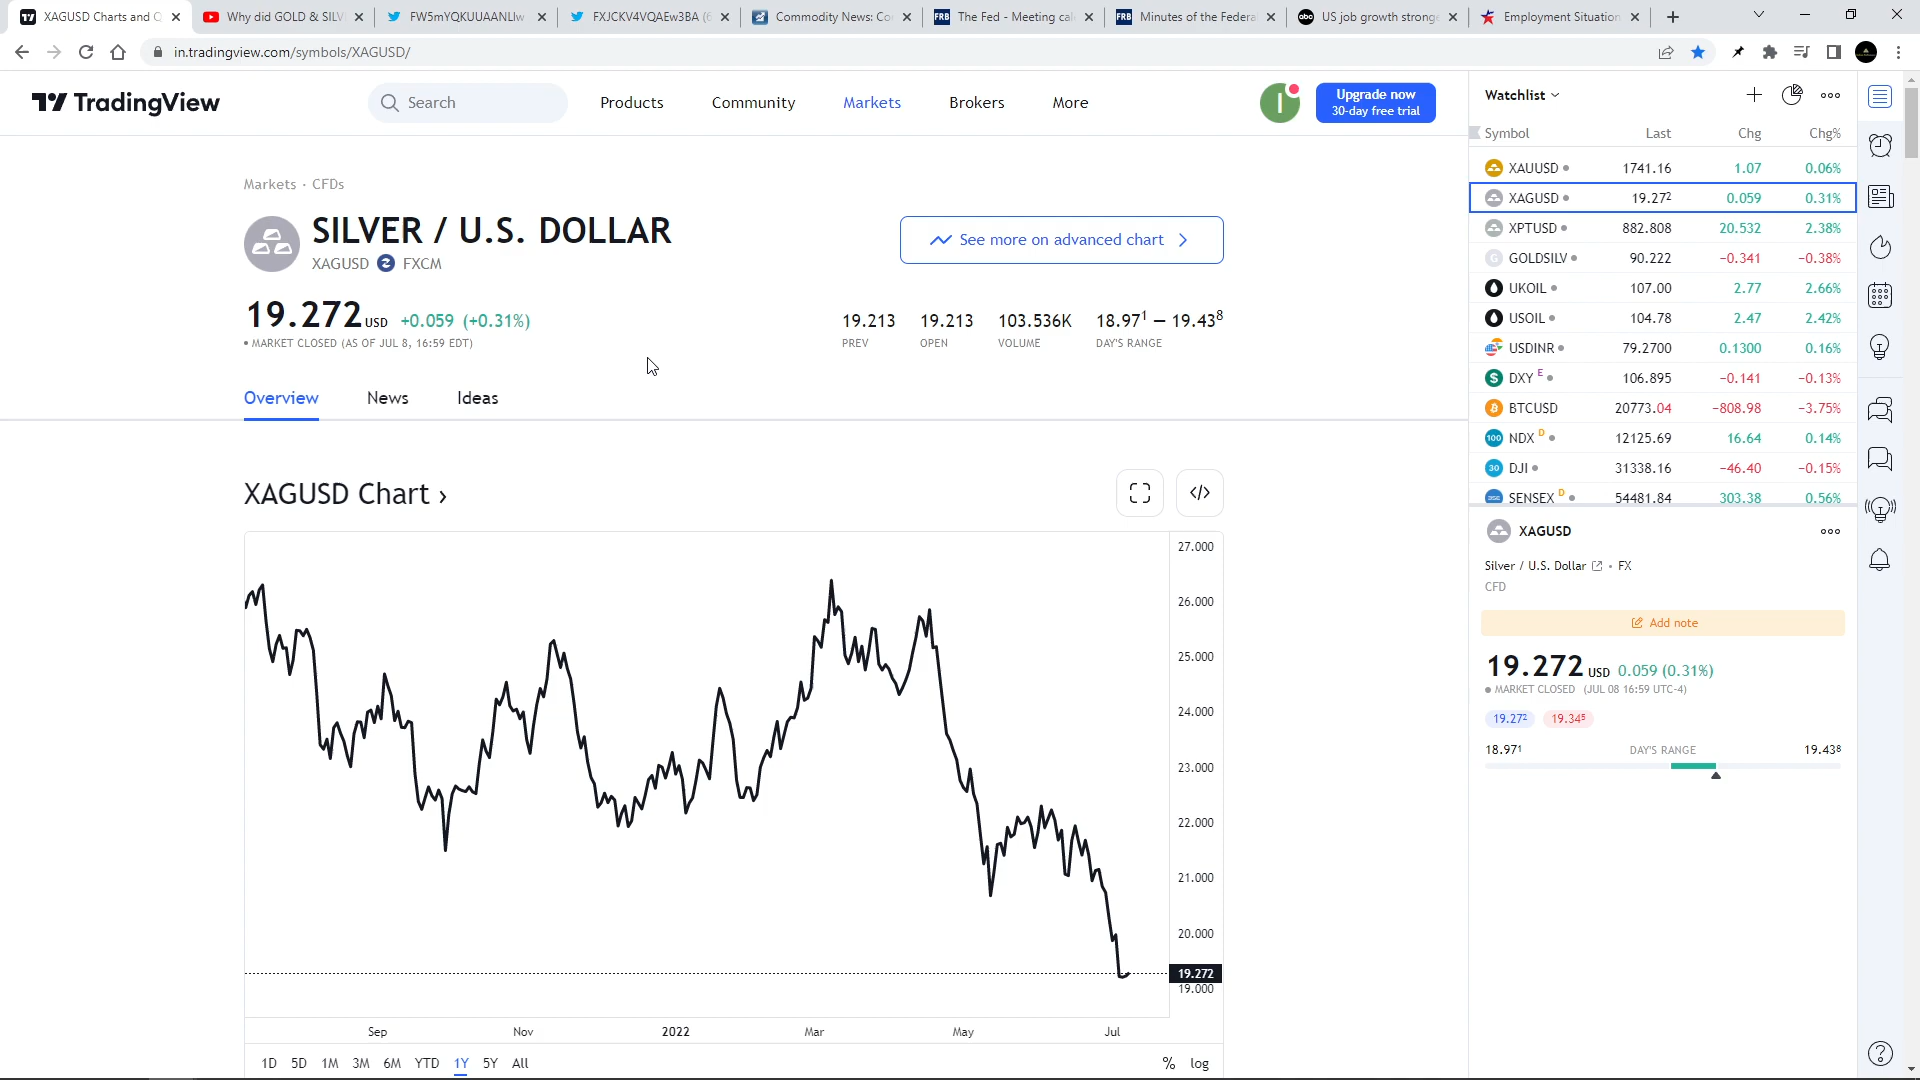 XAGUSD Charts and Q
Why did GOLD & SILV
FW5mYQKUUAANLIw
FXJCKV4VQAEw3BA (6
Commodity News: Co
The Fed - Meeting cal
Minutes of the Federa
US job growth stronge
Employment Situation
in.tradingview.com/symbols/XAGUSD/
TradingView
Search
Products
Community
Markets
Brokers
More
I
Upgrade now
30-day free trial
Markets · CFDs
SILVER / U.S. DOLLAR
XAGUSD FXCM
See more on advanced chart
19.272 USD +0.059 (+0.31%)
MARKET CLOSED (AS OF JUL 8, 16:59 EDT)
19.213 19.213 103.536K 18.971 — 19.438
PREV OPEN VOLUME DAY'S RANGE
Overview News Ideas
XAGUSD Chart ›
27.000
26.000
25.000
24.000
23.000
22.000
21.000
20.000
19.272
19.000
Sep Nov 2022 Mar May Jul
1D 5D 1M 3M 6M YTD 1Y 5Y All
% log
Watchlist
Symbol Last Chg Chg%
XAUUSD 1741.16 1.07 0.06%
XAGUSD 19.272 0.059 0.31%
XPTUSD 882.808 20.532 2.38%
GOLDSILV 90.222 −0.341 −0.38%
UKOIL 107.00 2.77 2.66%
USOIL 104.78 2.47 2.42%
USDINR 79.2700 0.1300 0.16%
DXY E 106.895 −0.141 −0.13%
BTCUSD 20773.04 −808.98 −3.75%
NDX D 12125.69 16.64 0.14%
DJI 31338.16 −46.40 −0.15%
SENSEX D 54481.84 303.38 0.56%
XAGUSD
Silver / U.S. Dollar • FX
CFD
Add note
19.272 USD 0.059 (0.31%)
MARKET CLOSED (JUL 08 16:59 UTC-4)
19.272 19.345
18.971 DAY'S RANGE 19.438